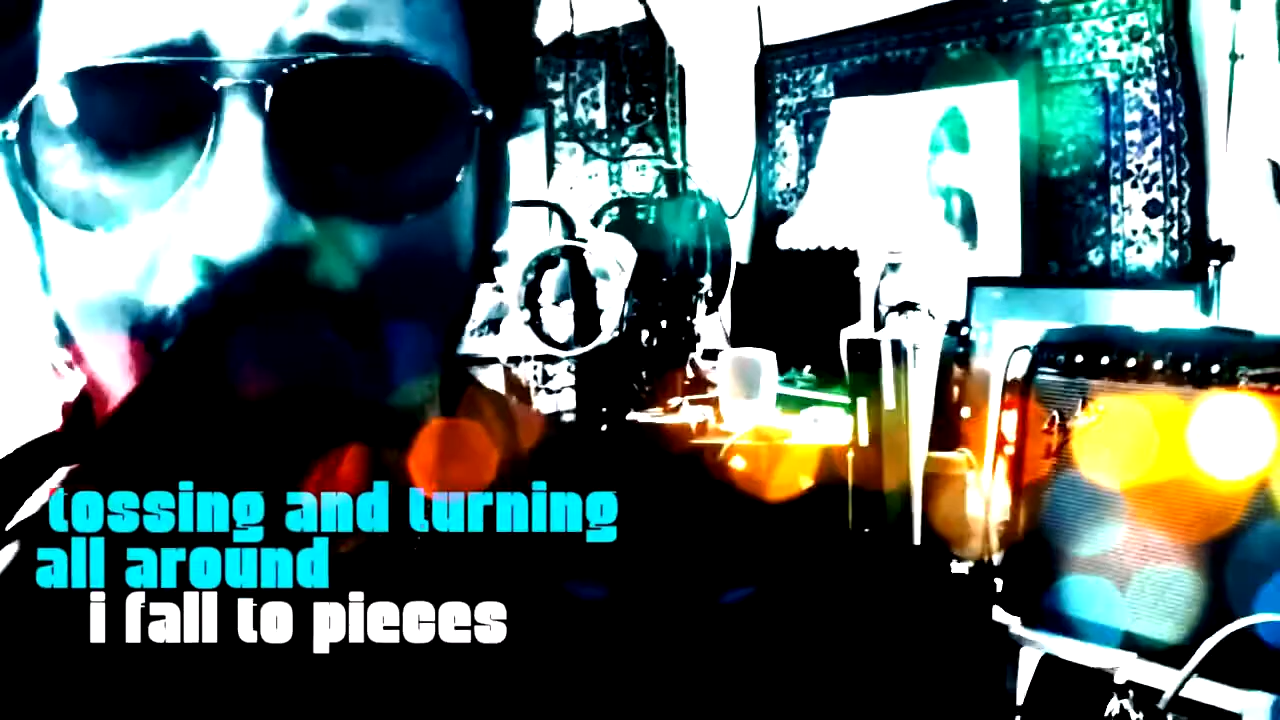 tossing and turning
all around
i fall to pieces